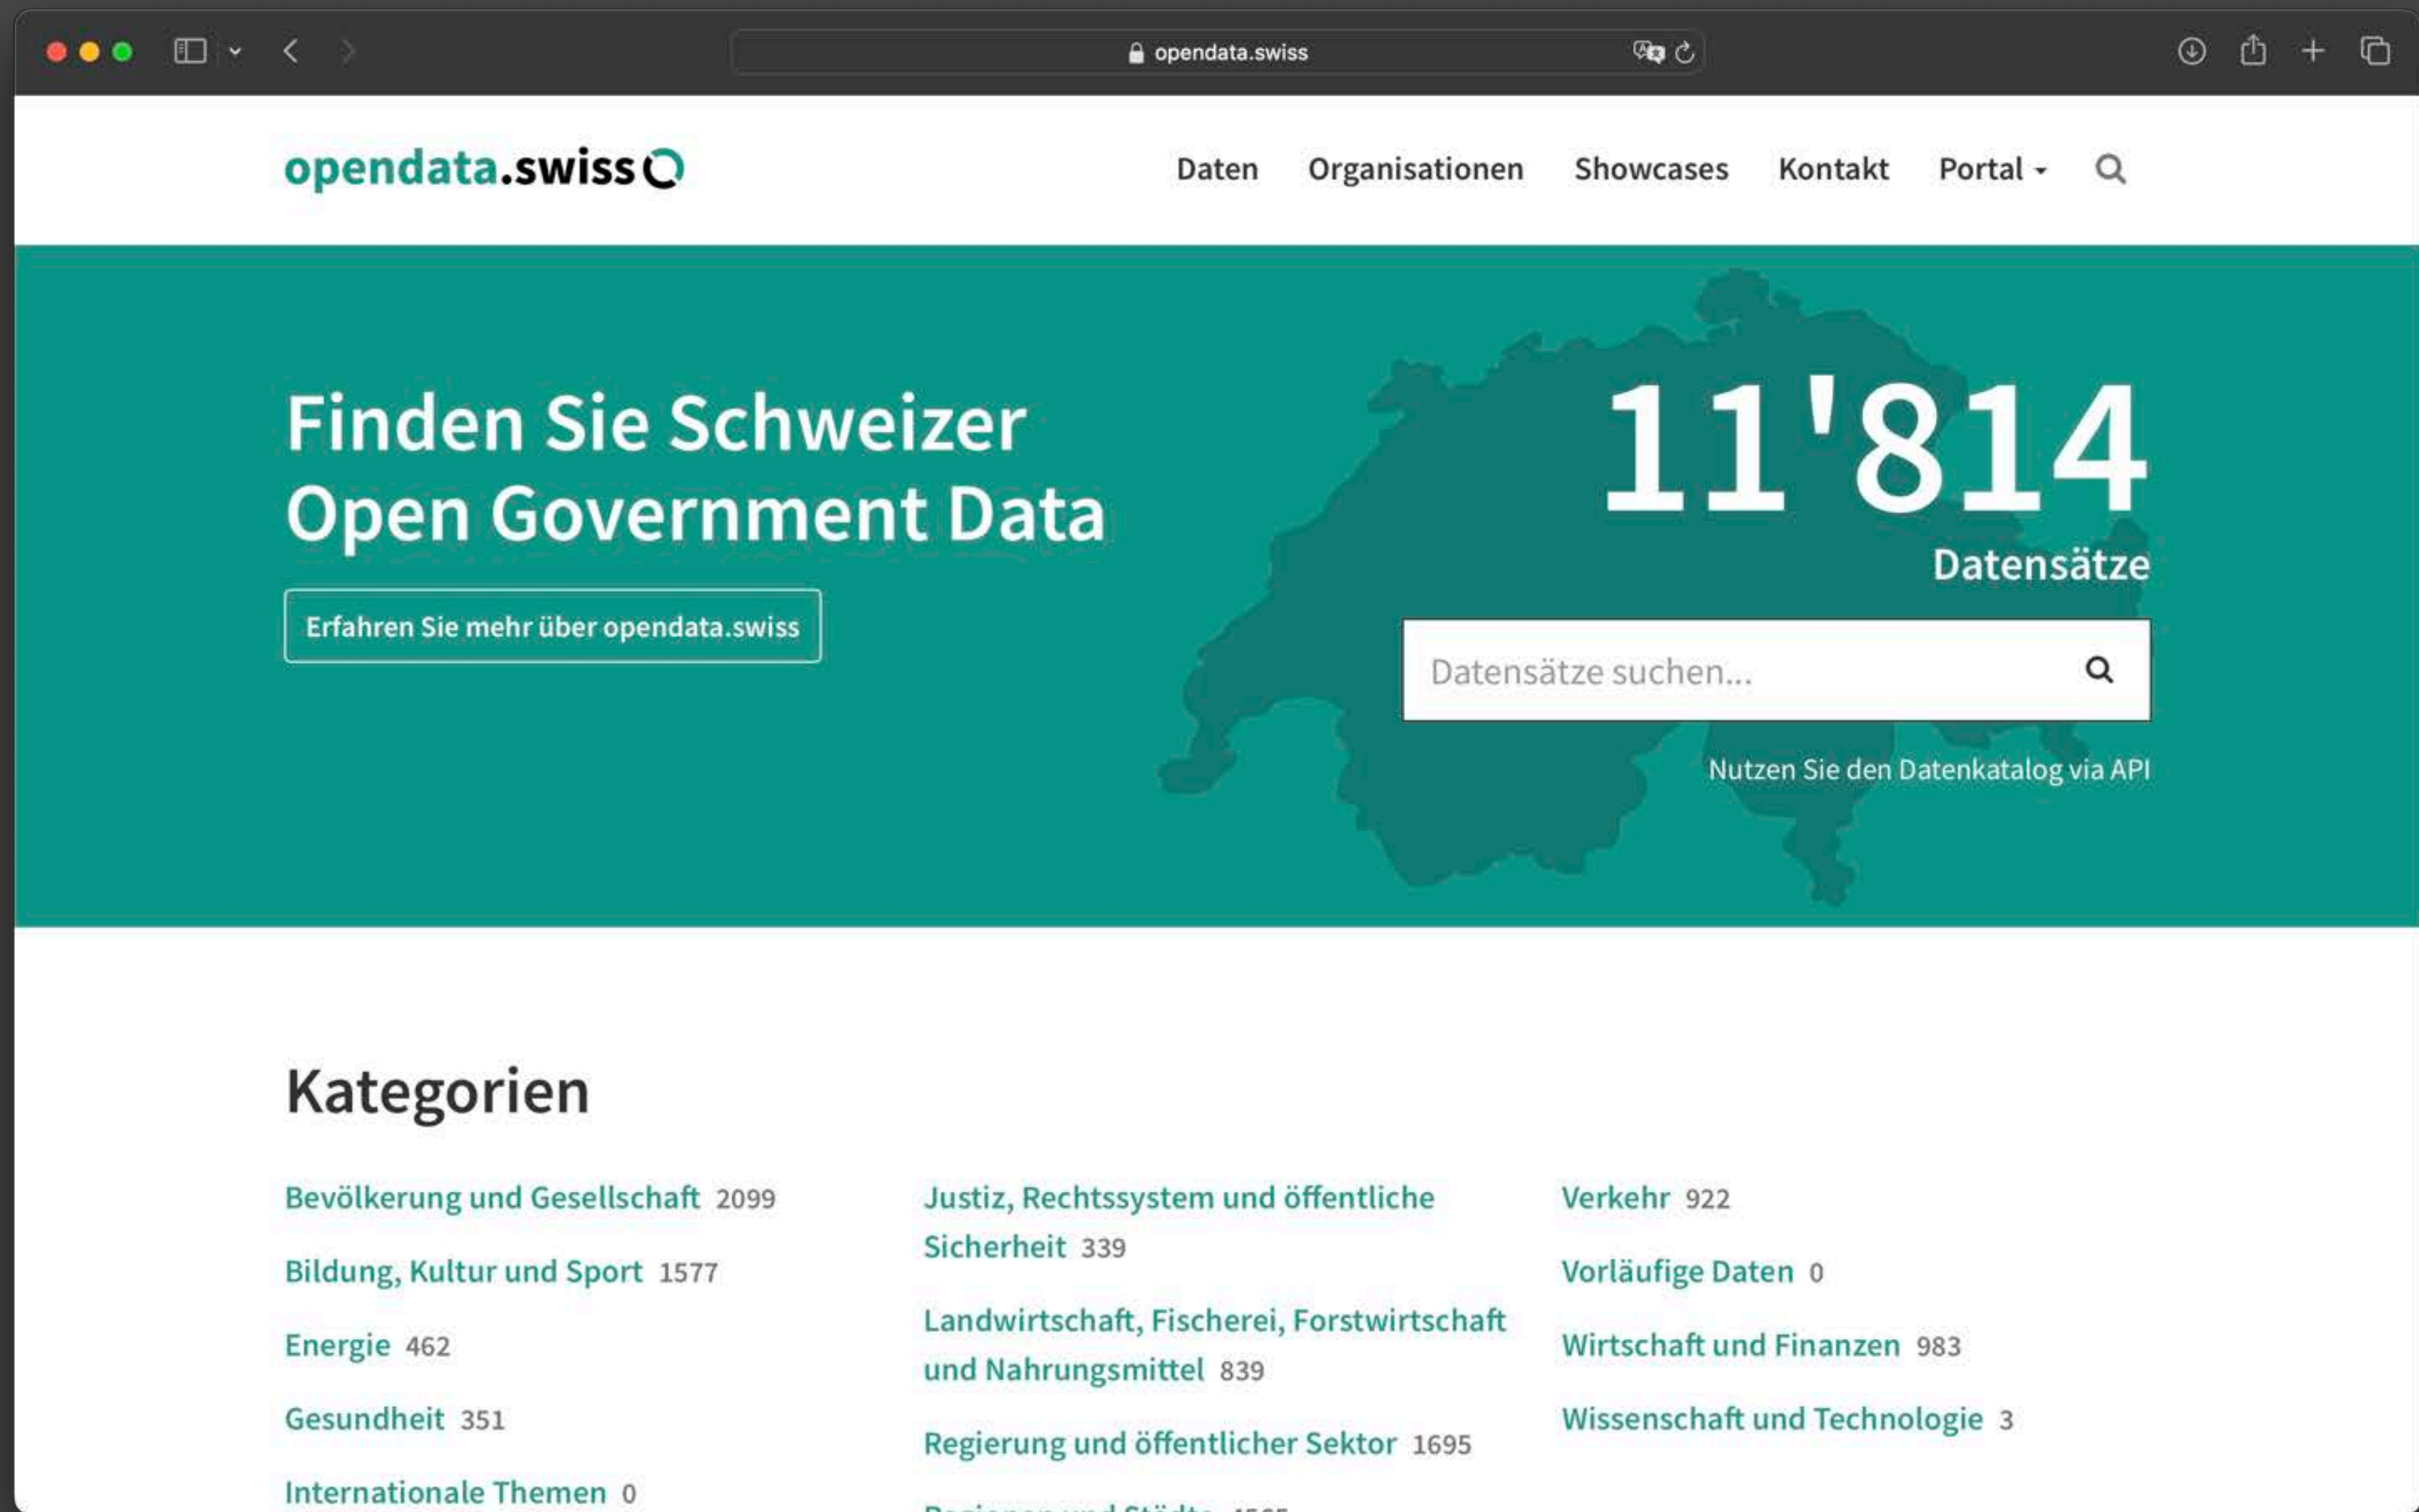 opendata.swiss
opendata.swiss
Daten
Organisationen
Showcases
Kontakt
Portal
Finden Sie Schweizer
Open Government Data
Erfahren Sie mehr über opendata.swiss
11'814
Datensätze
Datensätze suchen...
Nutzen Sie den Datenkatalog via API
Kategorien
Bevölkerung und Gesellschaft 2099
Bildung, Kultur und Sport 1577
Energie 462
Gesundheit 351
Internationale Themen 0
Justiz, Rechtssystem und öffentliche
Sicherheit 339
Landwirtschaft, Fischerei, Forstwirtschaft
und Nahrungsmittel 839
Regierung und öffentlicher Sektor 1695
Verkehr 922
Vorläufige Daten 0
Wirtschaft und Finanzen 983
Wissenschaft und Technologie 3